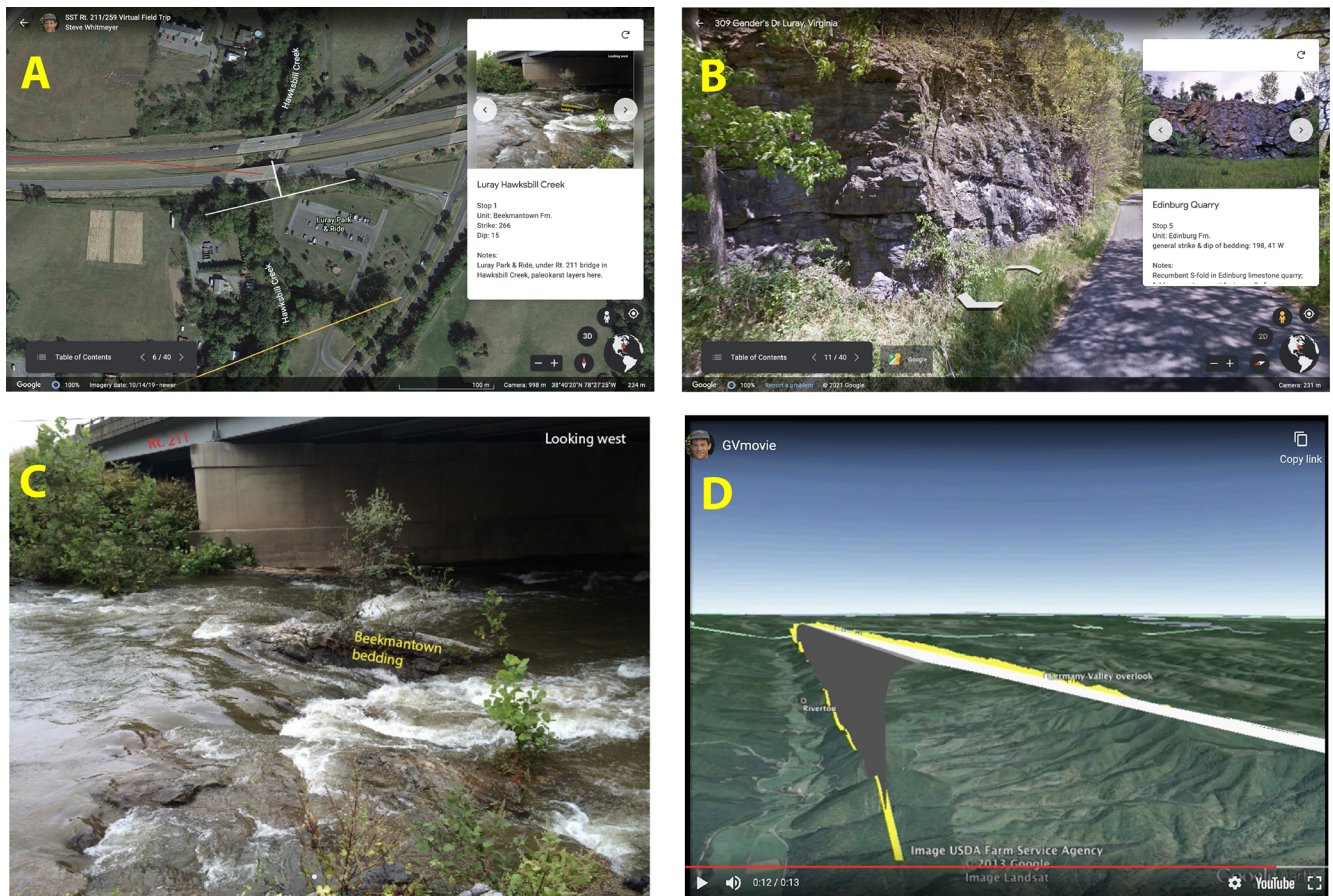 A
SST Rt. 211/259 Virtual Field Trip
Steve Whitmeyer
Hawksbill Creek
Looking west
Beekmantown
bedding
Luray Hawksbill Creek
Stop 1
Unit: Beekmantown Fm.
Strike: 266
Dip: 15
Notes:
Luray Park & Ride, under Rt. 211 bridge in
Hawksbill Creek, paleokarst layers here.
Luray Park
& Ride
Hawksbill Creek
3D
Table of Contents
6 / 40
Google
100%
Imagery date: 10/14/19–newer
100 m
Camera: 998 m
38°40'20"N 78°27'25"W
234 m
B
309 Gander's Dr Luray, Virginia
Edinburg Quarry
Stop 5
Unit: Edinburg Fm.
general strike & dip of bedding: 198, 41 W
Notes:
Recumbent S-fold in Edinburg limestone quarry;
2D
Table of Contents
11 / 40
Google
Google
100%
Report a problem
© 2021 Google
Camera: 231 m
C
Rt. 211
Looking west
Beekmantown
bedding
D
GVmovie
Copy link
Germany Valley overlook
Riverton
Image USDA Farm Service Agency
© 2013 Google
Image Landsat
0:12 / 0:13
YouTube